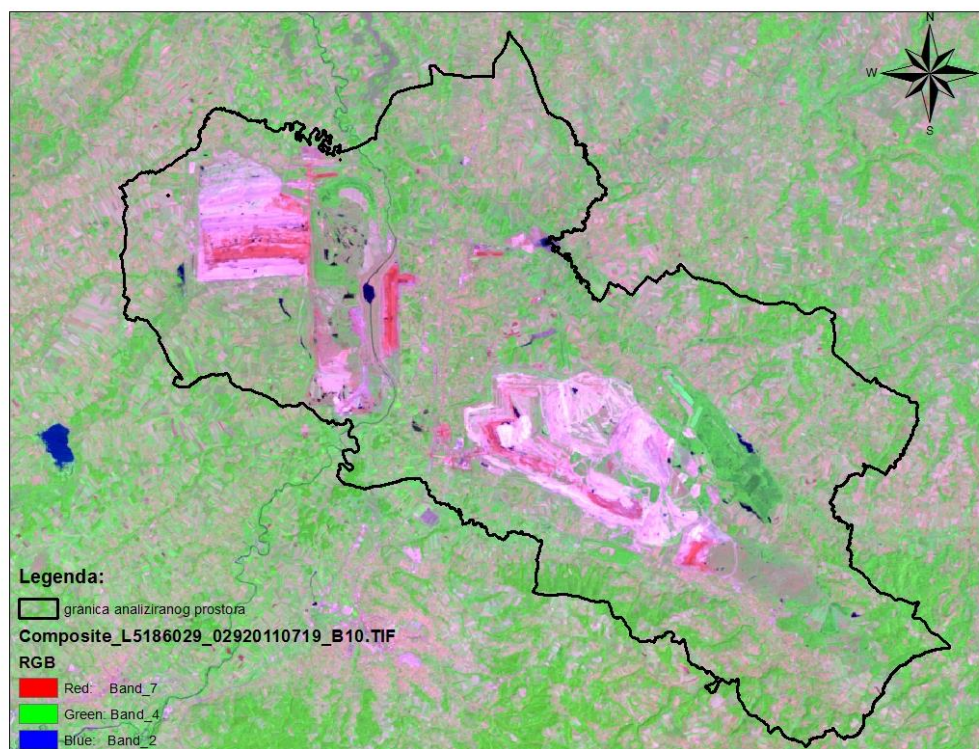 N
W
S
Legenda:
granica analiziranog prostora
Composite_L5186029_02920110719_B10.TIF
RGB
Red: Band_7
Green: Band_4
Blue: Band_2